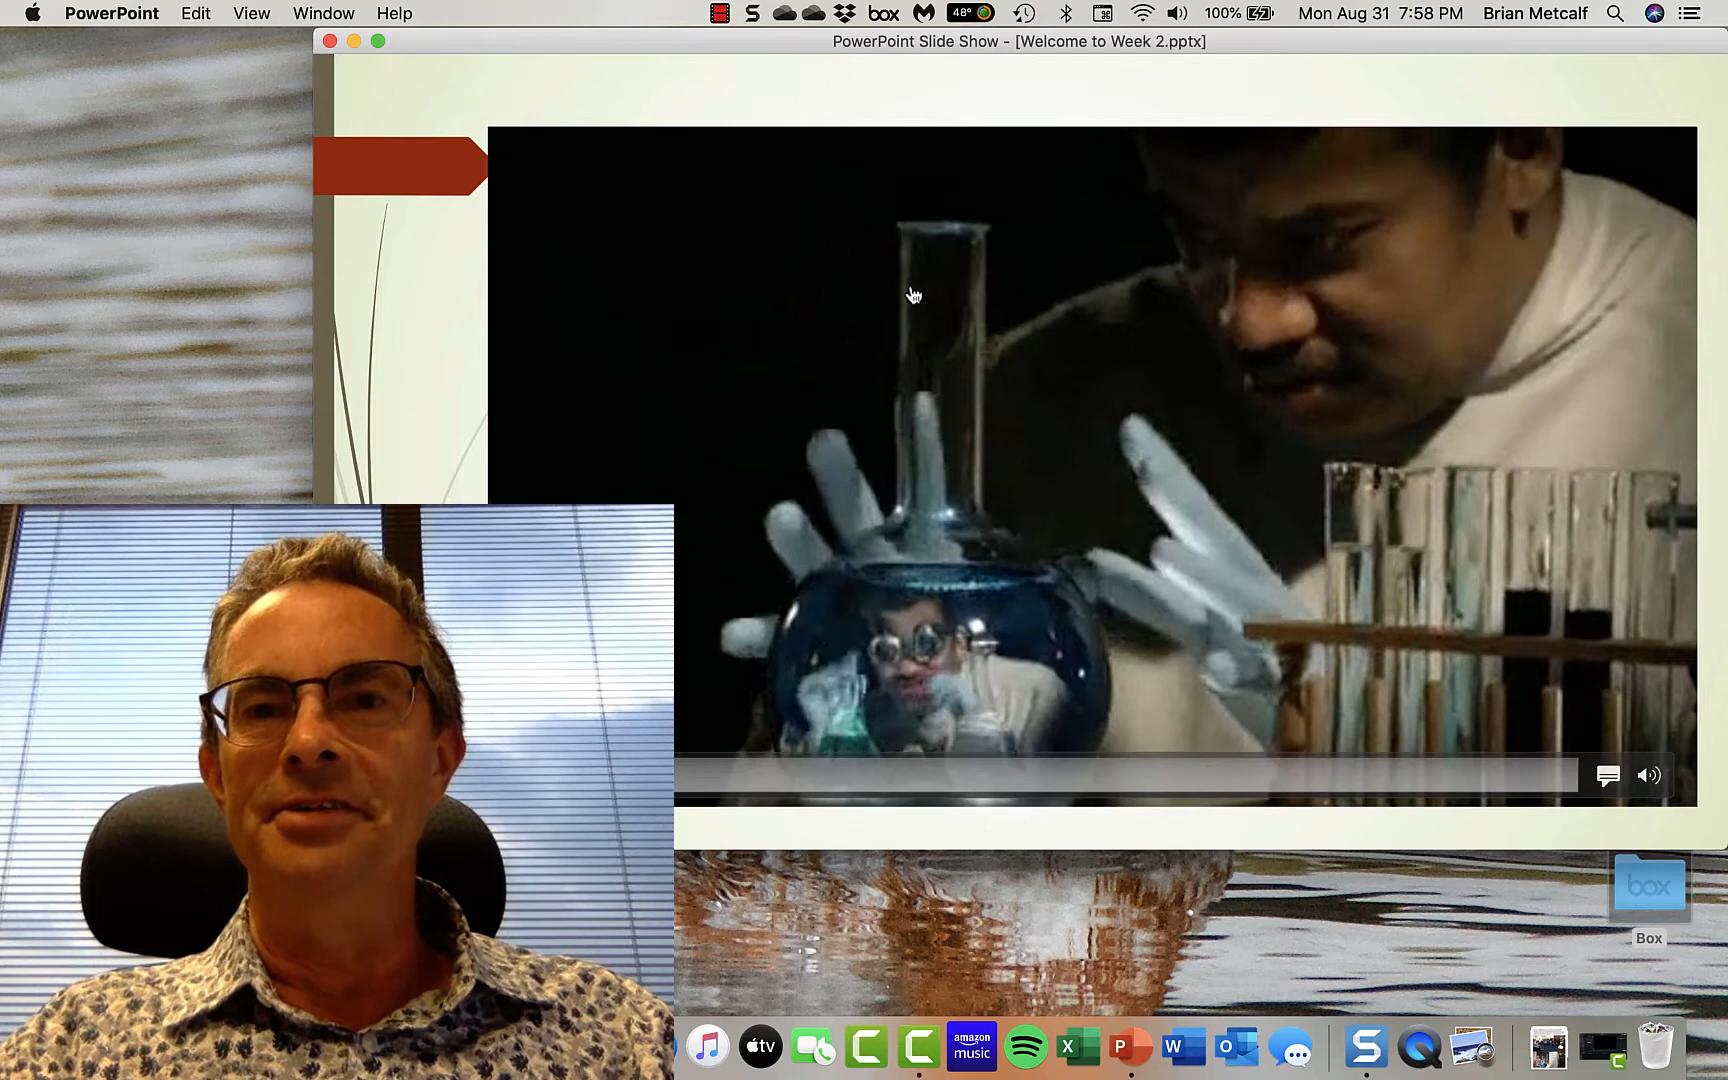 PowerPoint Edit View Window Help box 48° 100% Mon Aug 31 7:58 PM Brian Metcalf
PowerPoint Slide Show - [Welcome to Week 2.pptx]
box
Box
tv
amazon
music
X
P
W
O
S